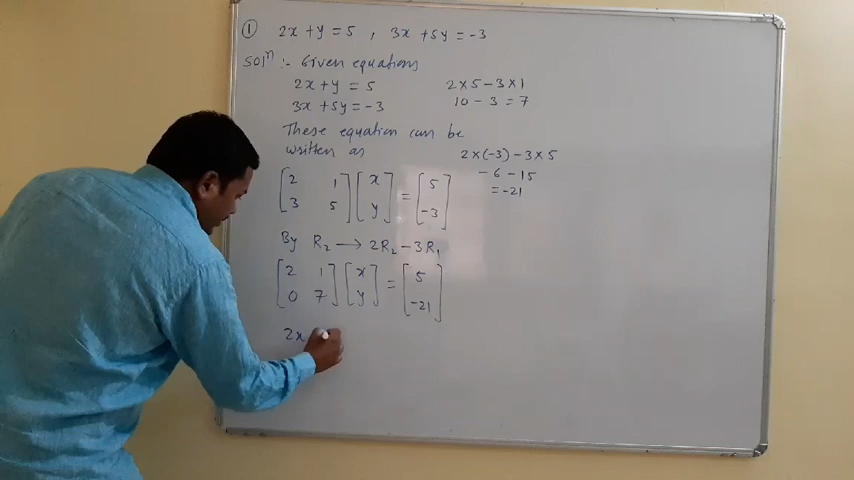 ① 2x + y = 5 , 3x + 5y = -3
Solⁿ :- Given equations
2x + y = 5
3x + 5y = -3
2 x 5 - 3 x 1
10 - 3 = 7
These equation can be
written as
2 x (-3) - 3 x 5
- 6 - 15
= -21
[2 1] [x] = [5]
[3 5] [y] [-3]
By R₂ → 2R₂ - 3R₁
[2 1] [x] = [5]
[0 7] [y] [-21]
2x